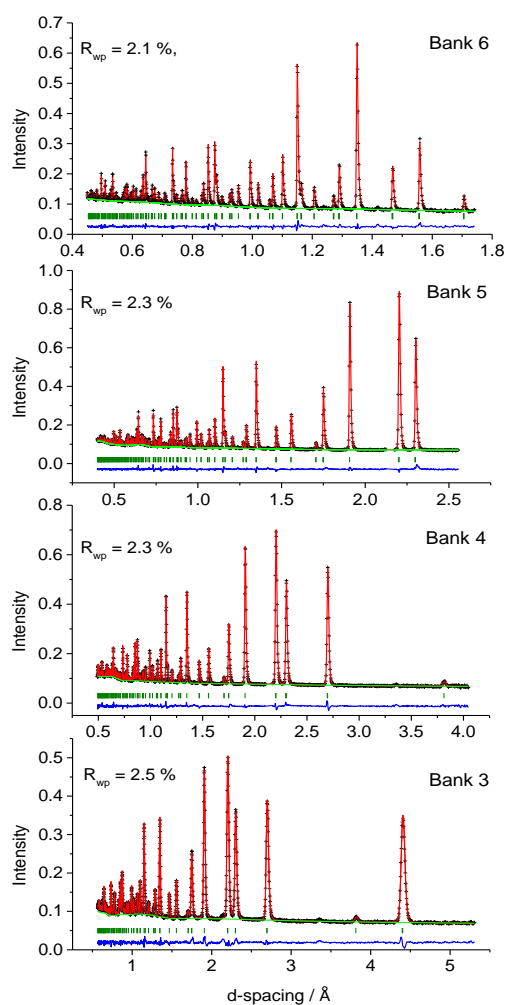 0.7
Bank 6
R_wp = 2.1 %,
0.6
0.5
0.4
Intensity
0.3
0.2
0.1
0.0
0.4 0.6 0.8 1.0 1.2 1.4 1.6 1.8
1.0
Bank 5
R_wp = 2.3 %
0.8
0.6
Intensity
0.4
0.2
0.0
0.5 1.0 1.5 2.0 2.5
0.8
Bank 4
R_wp = 2.3 %
0.6
Intensity
0.4
0.2
0.0
0.5 1.0 1.5 2.0 2.5 3.0 3.5 4.0
0.5
Bank 3
R_wp = 2.5 %
0.4
Intensity
0.3
0.2
0.1
0.0
1 2 3 4 5
d-spacing / Å